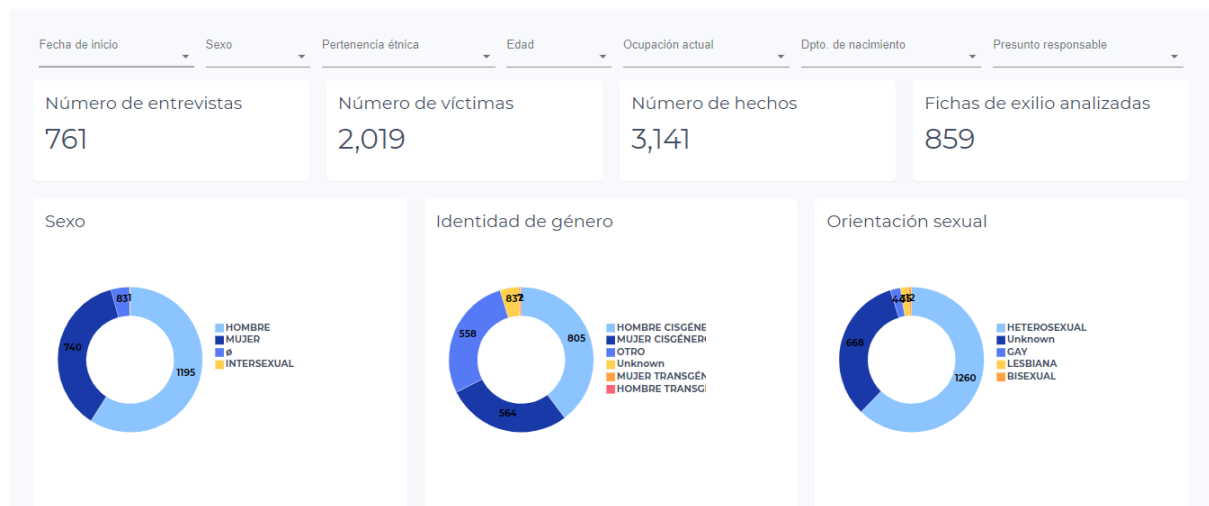 Fecha de inicio
Sexo
Pertenencia étnica
Edad
Ocupación actual
Dpto. de nacimiento
Presunto responsable
Número de entrevistas
761
Número de víctimas
2,019
Número de hechos
3,141
Fichas de exilio analizadas
859
Sexo
831
740
1195
HOMBRE
MUJER
ø
INTERSEXUAL
Identidad de género
558
805
564
HOMBRE CISGÉNE
MUJER CISGÉNER
OTRO
Unknown
MUJER TRANSGÉN
HOMBRE TRANSG
Orientación sexual
668
1260
HETEROSEXUAL
Unknown
GAY
LESBIANA
BISEXUAL